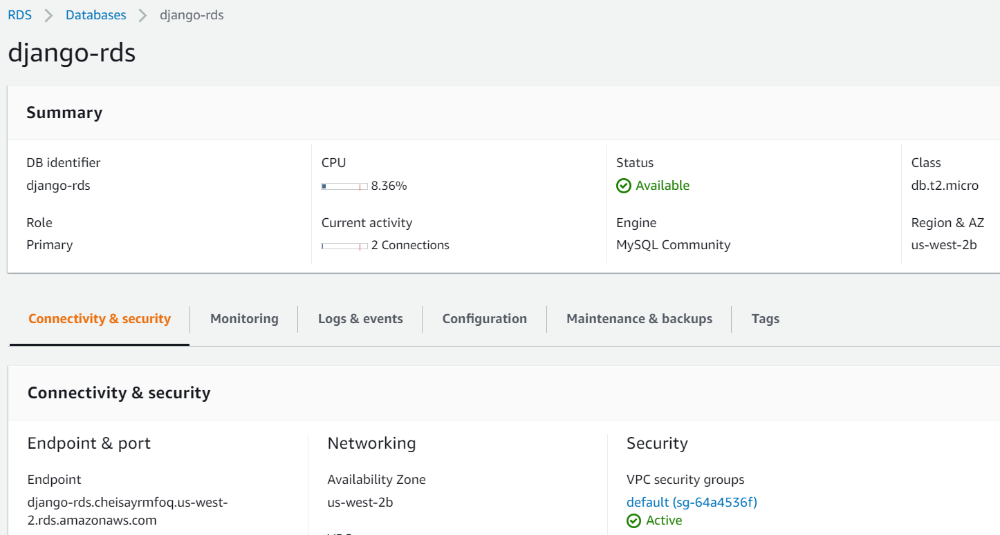 RDS > Databases > django-rds
django-rds
Summary
DB identifier
django-rds
CPU
8.36%
Status
Available
Class
db.t2.micro
Role
Primary
Current activity
2 Connections
Engine
MySQL Community
Region & AZ
us-west-2b
Connectivity & security
Monitoring
Logs & events
Configuration
Maintenance & backups
Tags
Connectivity & security
Endpoint & port
Endpoint
django-rds.cheisayrmfoq.us-west-
2.rds.amazonaws.com
Networking
Availability Zone
us-west-2b
Security
VPC security groups
default (sg-64a4536f)
Active